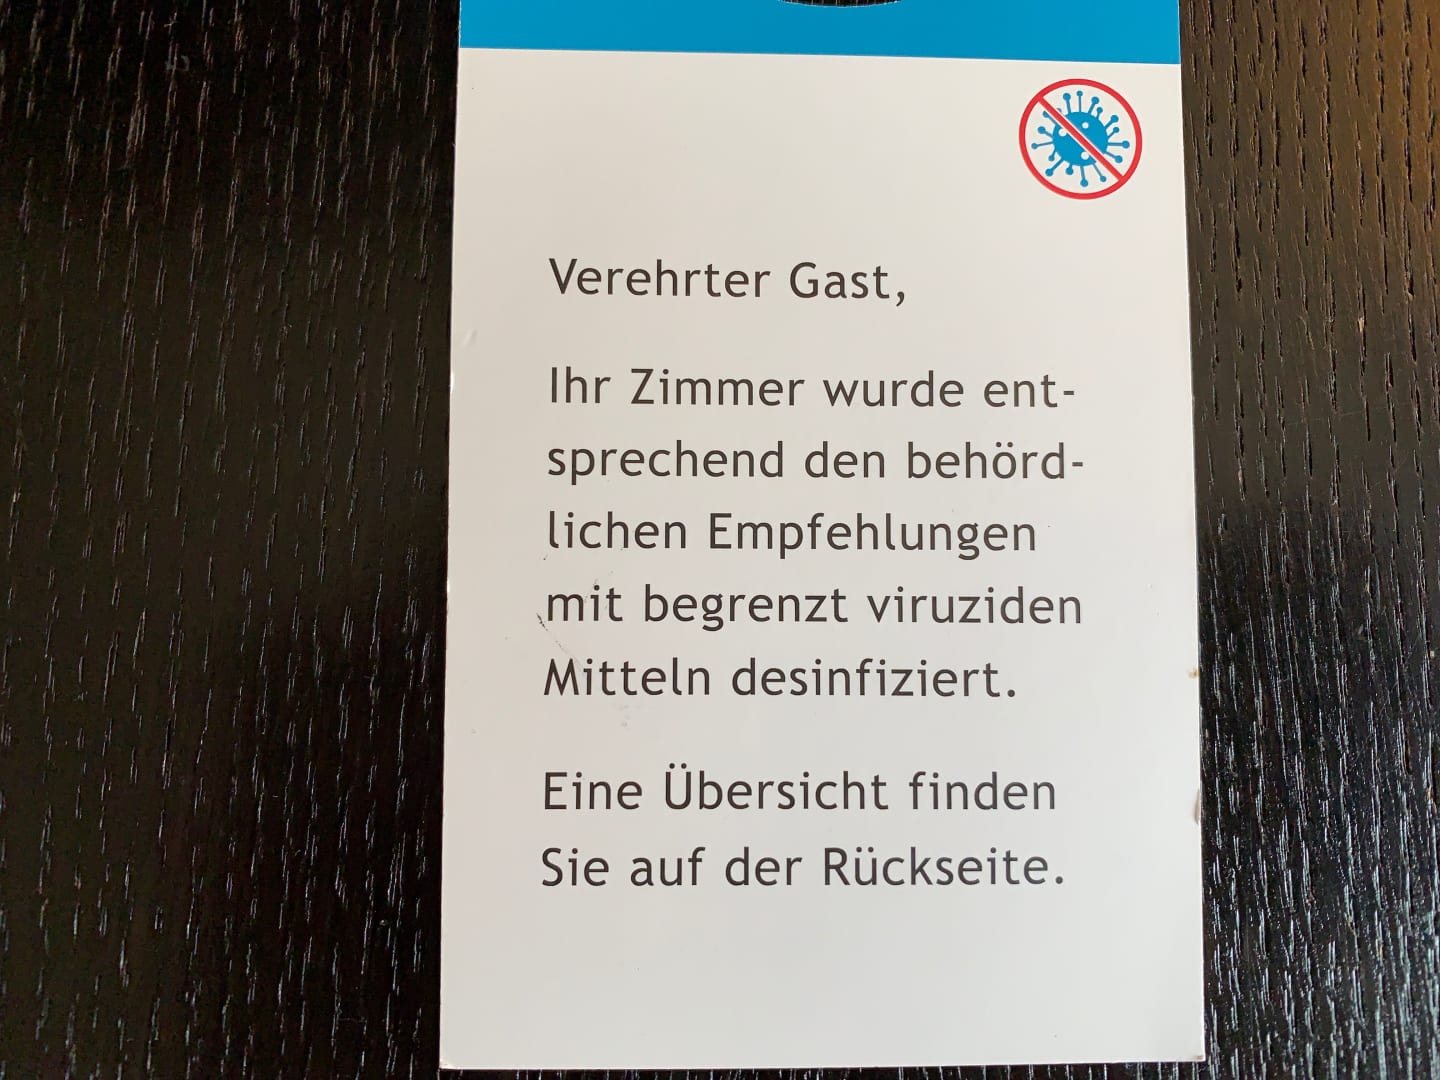 Verehrter Gast,
Ihr Zimmer wurde ent-
sprechend den behörd-
lichen Empfehlungen
mit begrenzt viruziden
Mitteln desinfiziert.
Eine Übersicht finden
Sie auf der Rückseite.